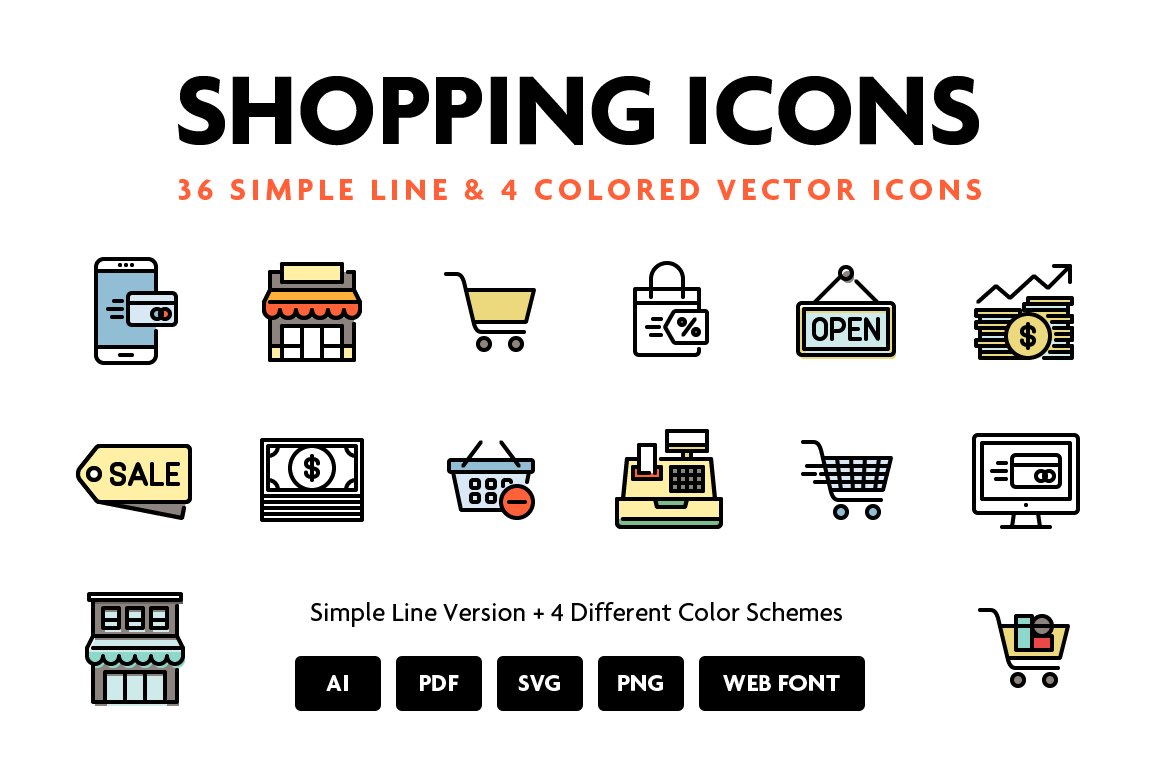 SHOPPING ICONS
36 SIMPLE LINE & 4 COLORED VECTOR ICONS
%
OPEN
$
SALE
$
Simple Line Version + 4 Different Color Schemes
AI PDF SVG PNG WEB FONT